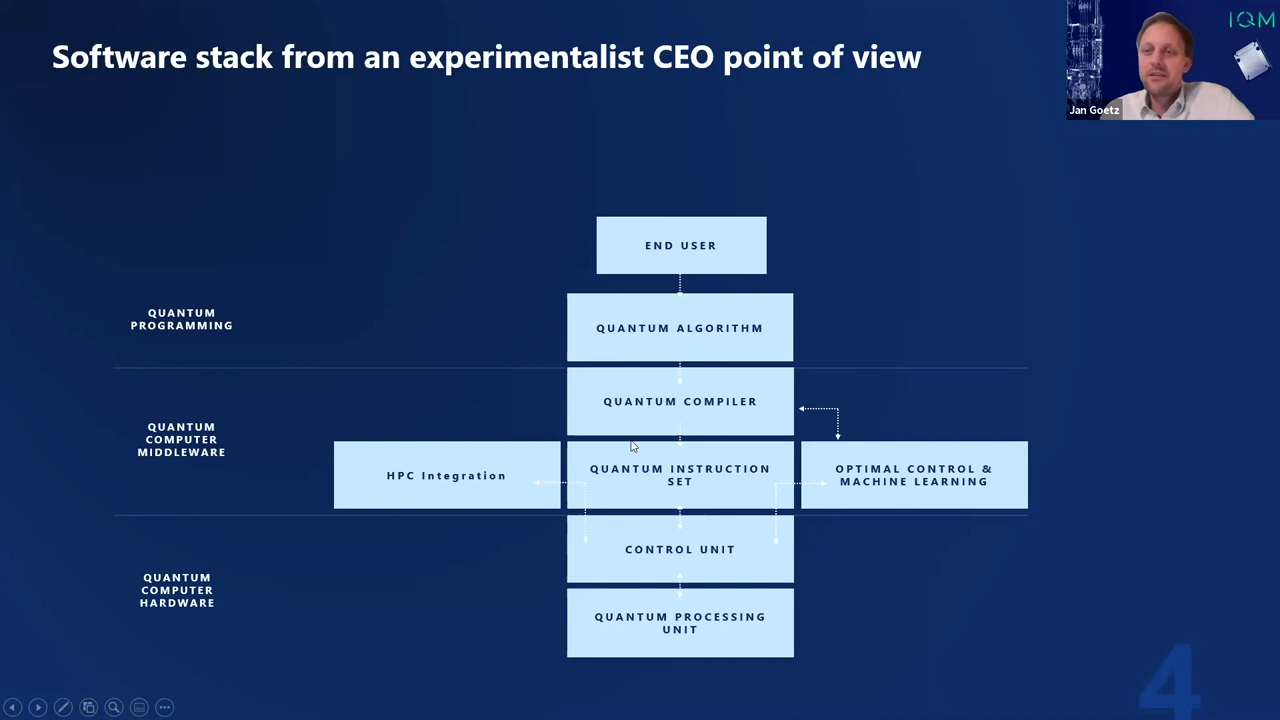 Software stack from an experimentalist CEO point of view
IQM
Jan Goetz
END USER
QUANTUM
PROGRAMMING
QUANTUM ALGORITHM
QUANTUM COMPILER
QUANTUM
COMPUTER
MIDDLEWARE
HPC Integration
QUANTUM INSTRUCTION
SET
OPTIMAL CONTROL &
MACHINE LEARNING
CONTROL UNIT
QUANTUM
COMPUTER
HARDWARE
QUANTUM PROCESSING
UNIT
4